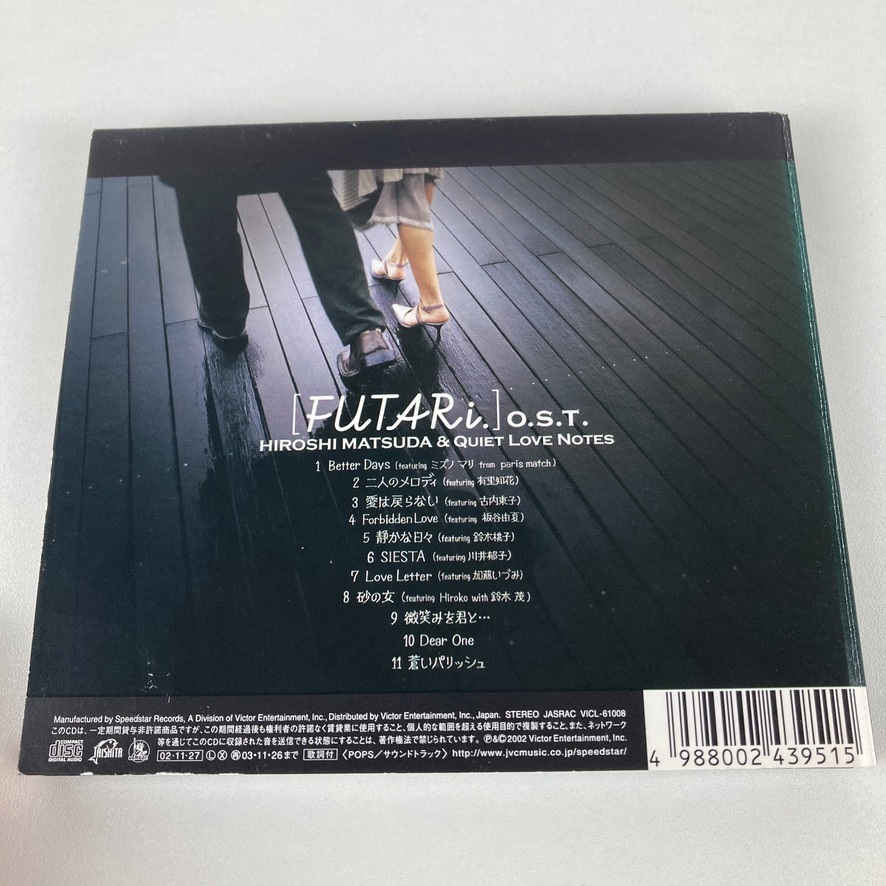 [FUTARi.] O.S.T.
HIROSHI MATSUDA & QUIET LOVE NOTES
1 Better Days (featuring ミズノ マリ from paris match)
2 二人のメロディ (featuring 有里知花)
3 愛は戻らない (featuring 古内東子)
4 Forbidden Love (featuring 板谷由夏)
5 静かな日々 (featuring 鈴木桃子)
6 SIESTA (featuring 川井郁子)
7 Love Letter (featuring 加藤いづみ)
8 砂の女 (featuring Hiroko with 鈴木 茂)
9 微笑みを君と…
10 Dear One
11 蒼いパリッシュ
Manufactured by Speedstar Records, A Division of Victor Entertainment, Inc., Distributed by Victor Entertainment, Inc., Japan. STEREO JASRAC VICL-61008
このCDは、一定期間貸与非許諾商品ですが、この期間経過後も権利者の許諾なく賃貸業に使用すること、個人的な範囲を超える使用目的で複製すること、また、ネットワーク
等を通じてこのCDに収録された音を送信できる状態にすることは、著作権法で禁じられています。 ℗&©2002 Victor Entertainment, Inc.
COMPACT disc DIGITAL AUDIO
02・11・27 Ⓛ Ⓧ ㊢03・11・26まで 歌詞付 〈POPS/サウンドトラック〉 http://www.jvcmusic.co.jp/speedstar/
4 988002 439515